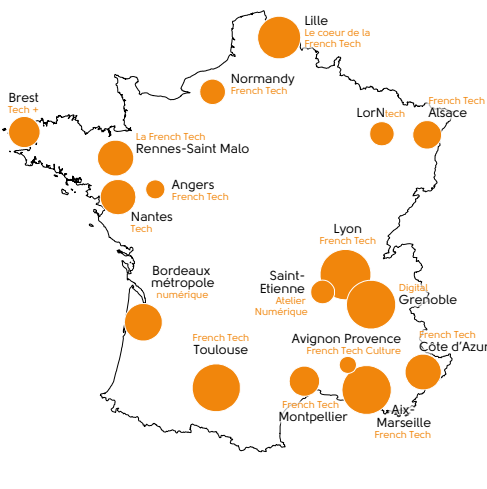 Lille
Le coeur de la
French Tech
Normandy
French Tech
Brest
Tech +
French Tech
LorNtech
Alsace
La French Tech
Rennes-Saint Malo
Angers
French Tech
Nantes
Tech
Lyon
French Tech
Bordeaux
métropole
numérique
Saint-
Etienne
Atelier
Numérique
Digital
Grenoble
French Tech
Toulouse
Avignon Provence
French Tech Culture
French Tech
Côte d'Azur
French Tech
Montpellier
Aix-
Marseille
French Tech